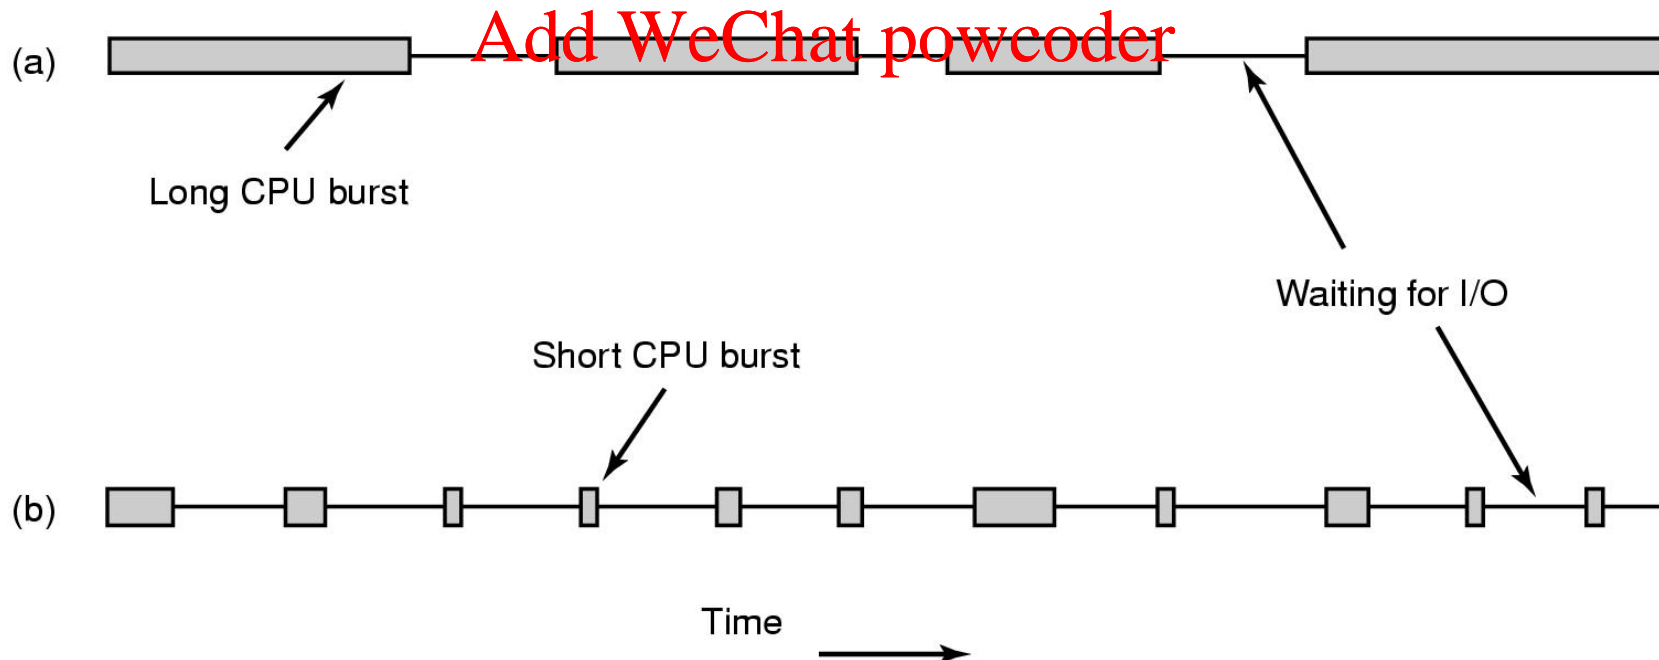 Add WeChat powcoder
(a)
Long CPU burst
Waiting for I/O
Short CPU burst
(b)
Time